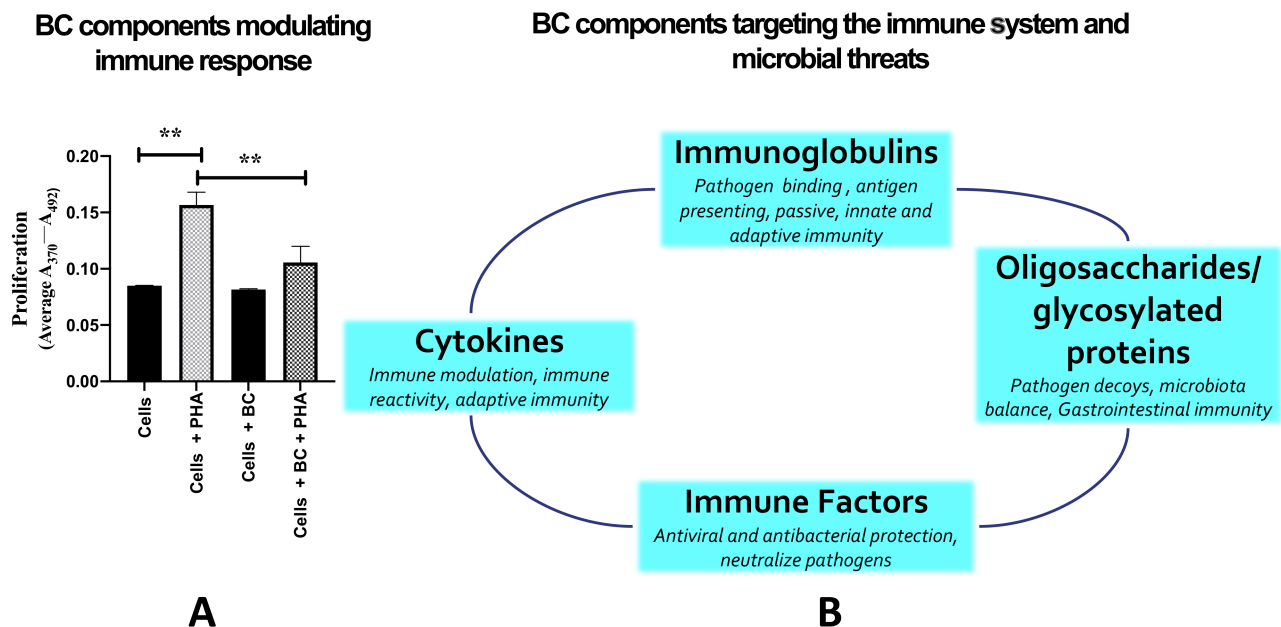 BC components modulating
immune response
BC components targeting the immune system and
microbial threats
**
**
0.20
0.15
0.10
0.05
0.00
Proliferation
(Average A370—A492)
Cells
Cells + PHA
Cells + BC
Cells + BC + PHA
Immunoglobulins
Pathogen binding , antigen
presenting, passive, innate and
adaptive immunity
Oligosaccharides/
glycosylated
proteins
Pathogen decoys, microbiota
balance, Gastrointestinal immunity
Cytokines
Immune modulation, immune
reactivity, adaptive immunity
Immune Factors
Antiviral and antibacterial protection,
neutralize pathogens
A
B